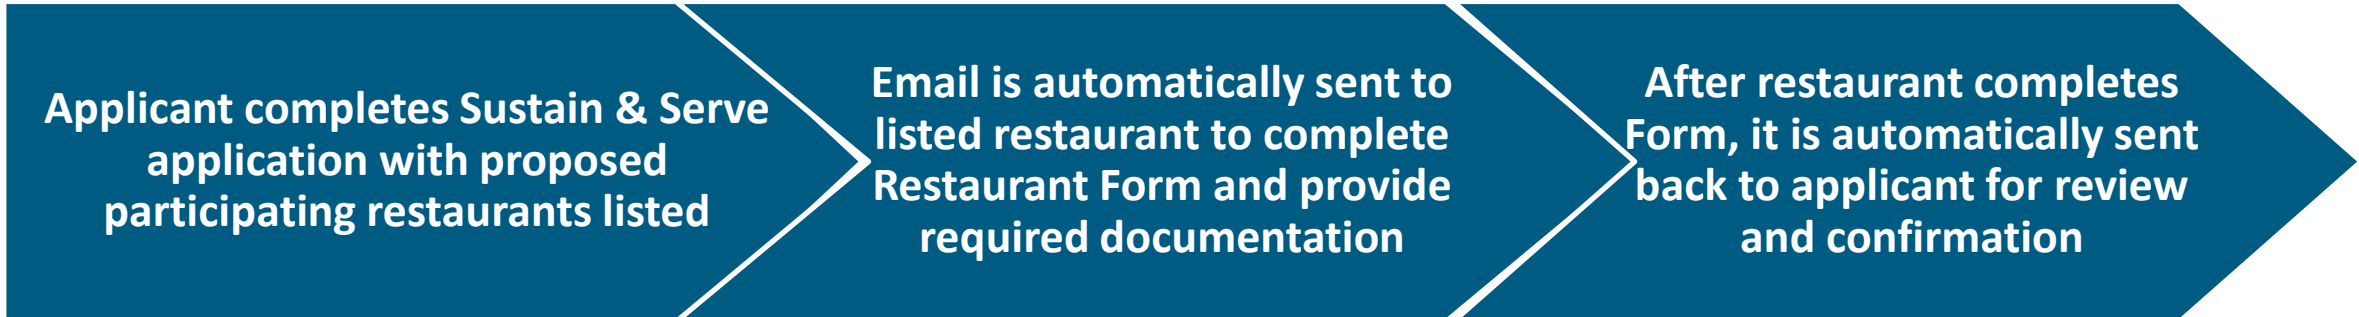 Applicant completes Sustain & Serve
application with proposed
participating restaurants listed
Email is automatically sent to
listed restaurant to complete
Restaurant Form and provide
required documentation
After restaurant completes
Form, it is automatically sent
back to applicant for review
and confirmation